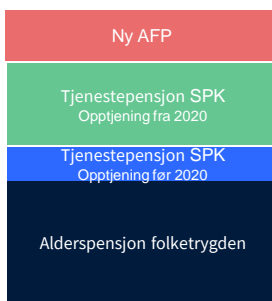 Ny AFP
Tjenestepensjon SPK
Opptjening fra 2020
Tjenestepensjon SPK
Opptjening før 2020
Alderspensjon folketrygden